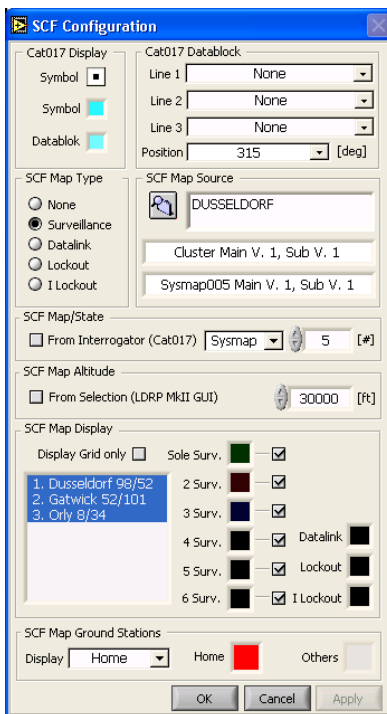 SCF Configuration
Cat017 Display
Symbol
Symbol
Datablok
Cat017 Datablock
Line 1 None
Line 2 None
Line 3 None
Position 315 [deg]
SCF Map Type
None
Surveillance
Datalink
Lockout
I Lockout
SCF Map Source
DUSSELDORF
Cluster Main V. 1, Sub V. 1
Sysmap005 Main V. 1, Sub V. 1
SCF Map/State
From Interrogator (Cat017) Sysmap 5 [#]
SCF Map Altitude
From Selection (LDRP MkII GUI) 30000 [ft]
SCF Map Display
Display Grid only
1. Dusseldorf 98/52
2. Gatwick 52/101
3. Orly 8/34
Sole Surv.
2 Surv.
3 Surv.
4 Surv. Datalink
5 Surv. Lockout
6 Surv. I Lockout
SCF Map Ground Stations
Display Home Home Others
OK Cancel Apply